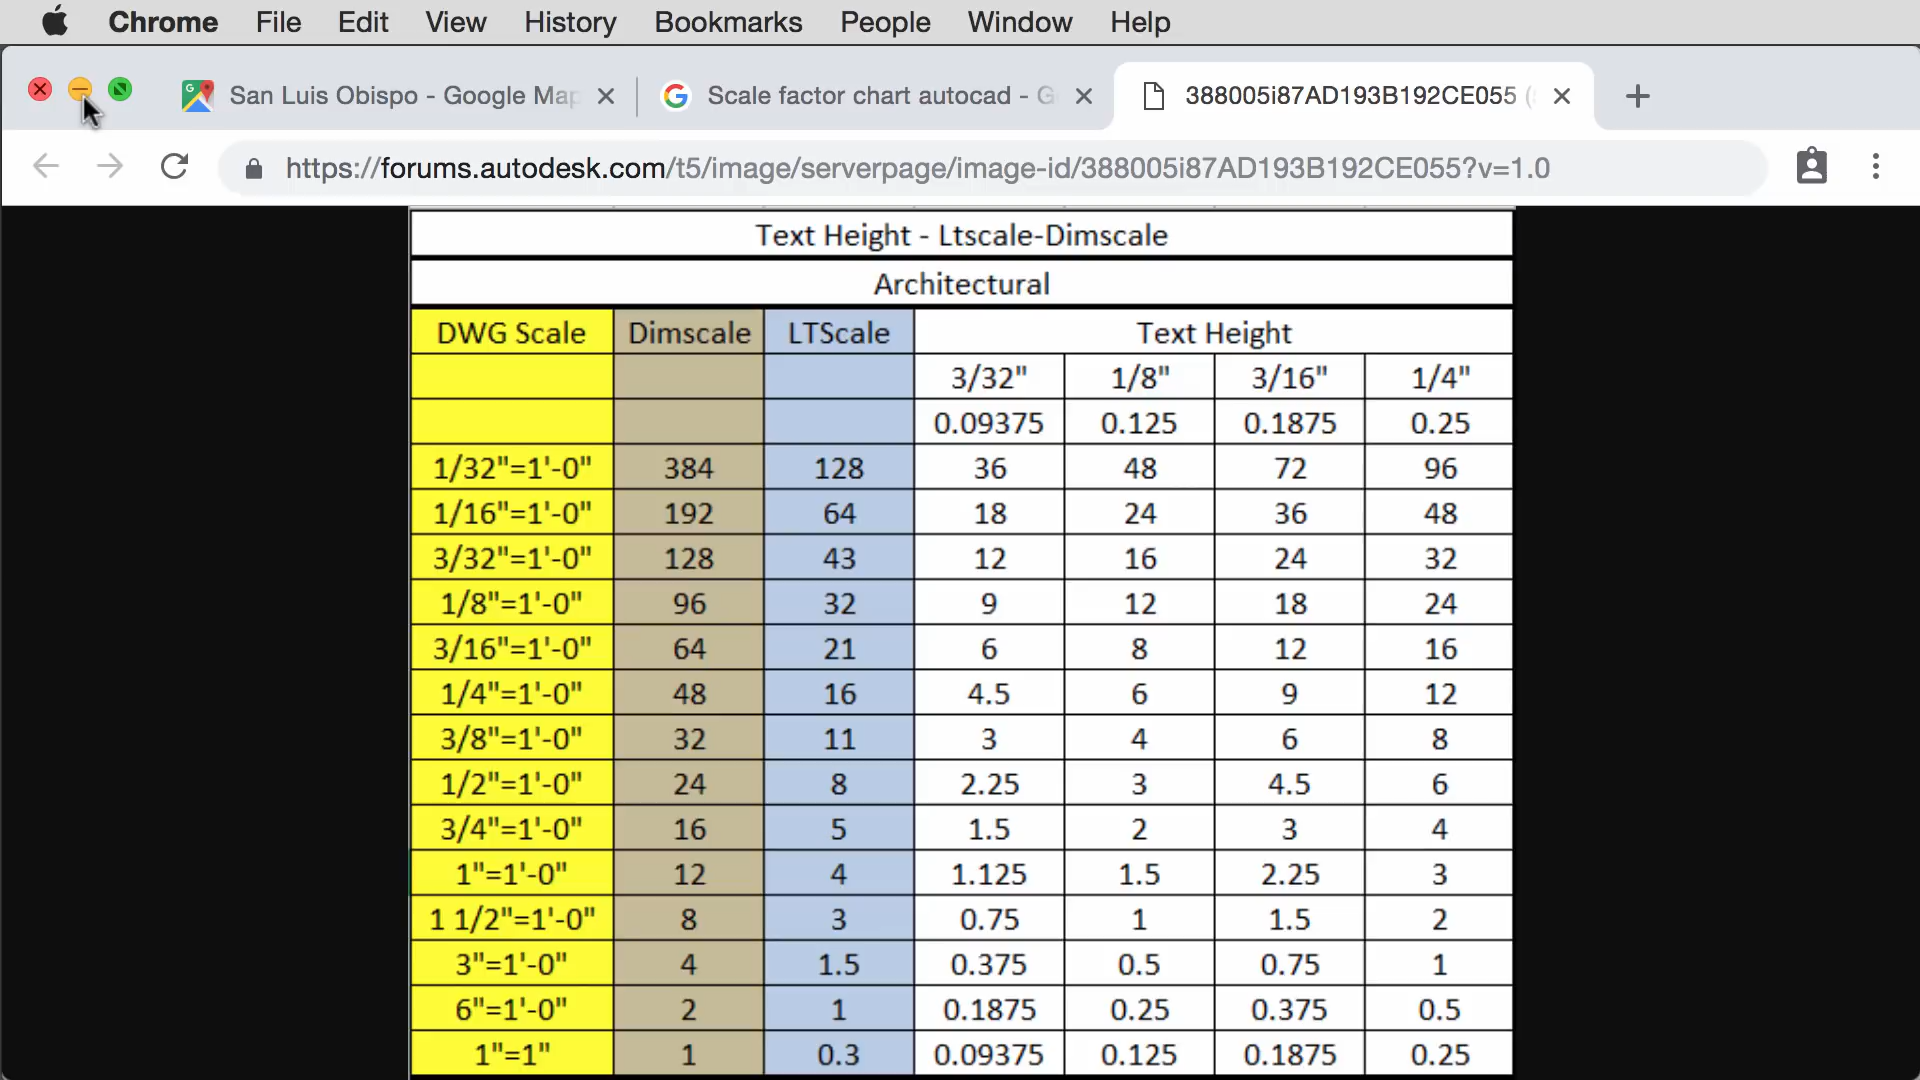 Chrome File Edit View History Bookmarks People Window Help
San Luis Obispo - Google Map
Scale factor chart autocad - G
388005i87AD193B192CE055 (
https://forums.autodesk.com/t5/image/serverpage/image-id/388005i87AD193B192CE055?v=1.0
Text Height - Ltscale-Dimscale
Architectural
DWG Scale Dimscale LTScale Text Height
3/32" 1/8" 3/16" 1/4"
0.09375 0.125 0.1875 0.25
1/32"=1'-0" 384 128 36 48 72 96
1/16"=1'-0" 192 64 18 24 36 48
3/32"=1'-0" 128 43 12 16 24 32
1/8"=1'-0" 96 32 9 12 18 24
3/16"=1'-0" 64 21 6 8 12 16
1/4"=1'-0" 48 16 4.5 6 9 12
3/8"=1'-0" 32 11 3 4 6 8
1/2"=1'-0" 24 8 2.25 3 4.5 6
3/4"=1'-0" 16 5 1.5 2 3 4
1"=1'-0" 12 4 1.125 1.5 2.25 3
1 1/2"=1'-0" 8 3 0.75 1 1.5 2
3"=1'-0" 4 1.5 0.375 0.5 0.75 1
6"=1'-0" 2 1 0.1875 0.25 0.375 0.5
1"=1" 1 0.3 0.09375 0.125 0.1875 0.25